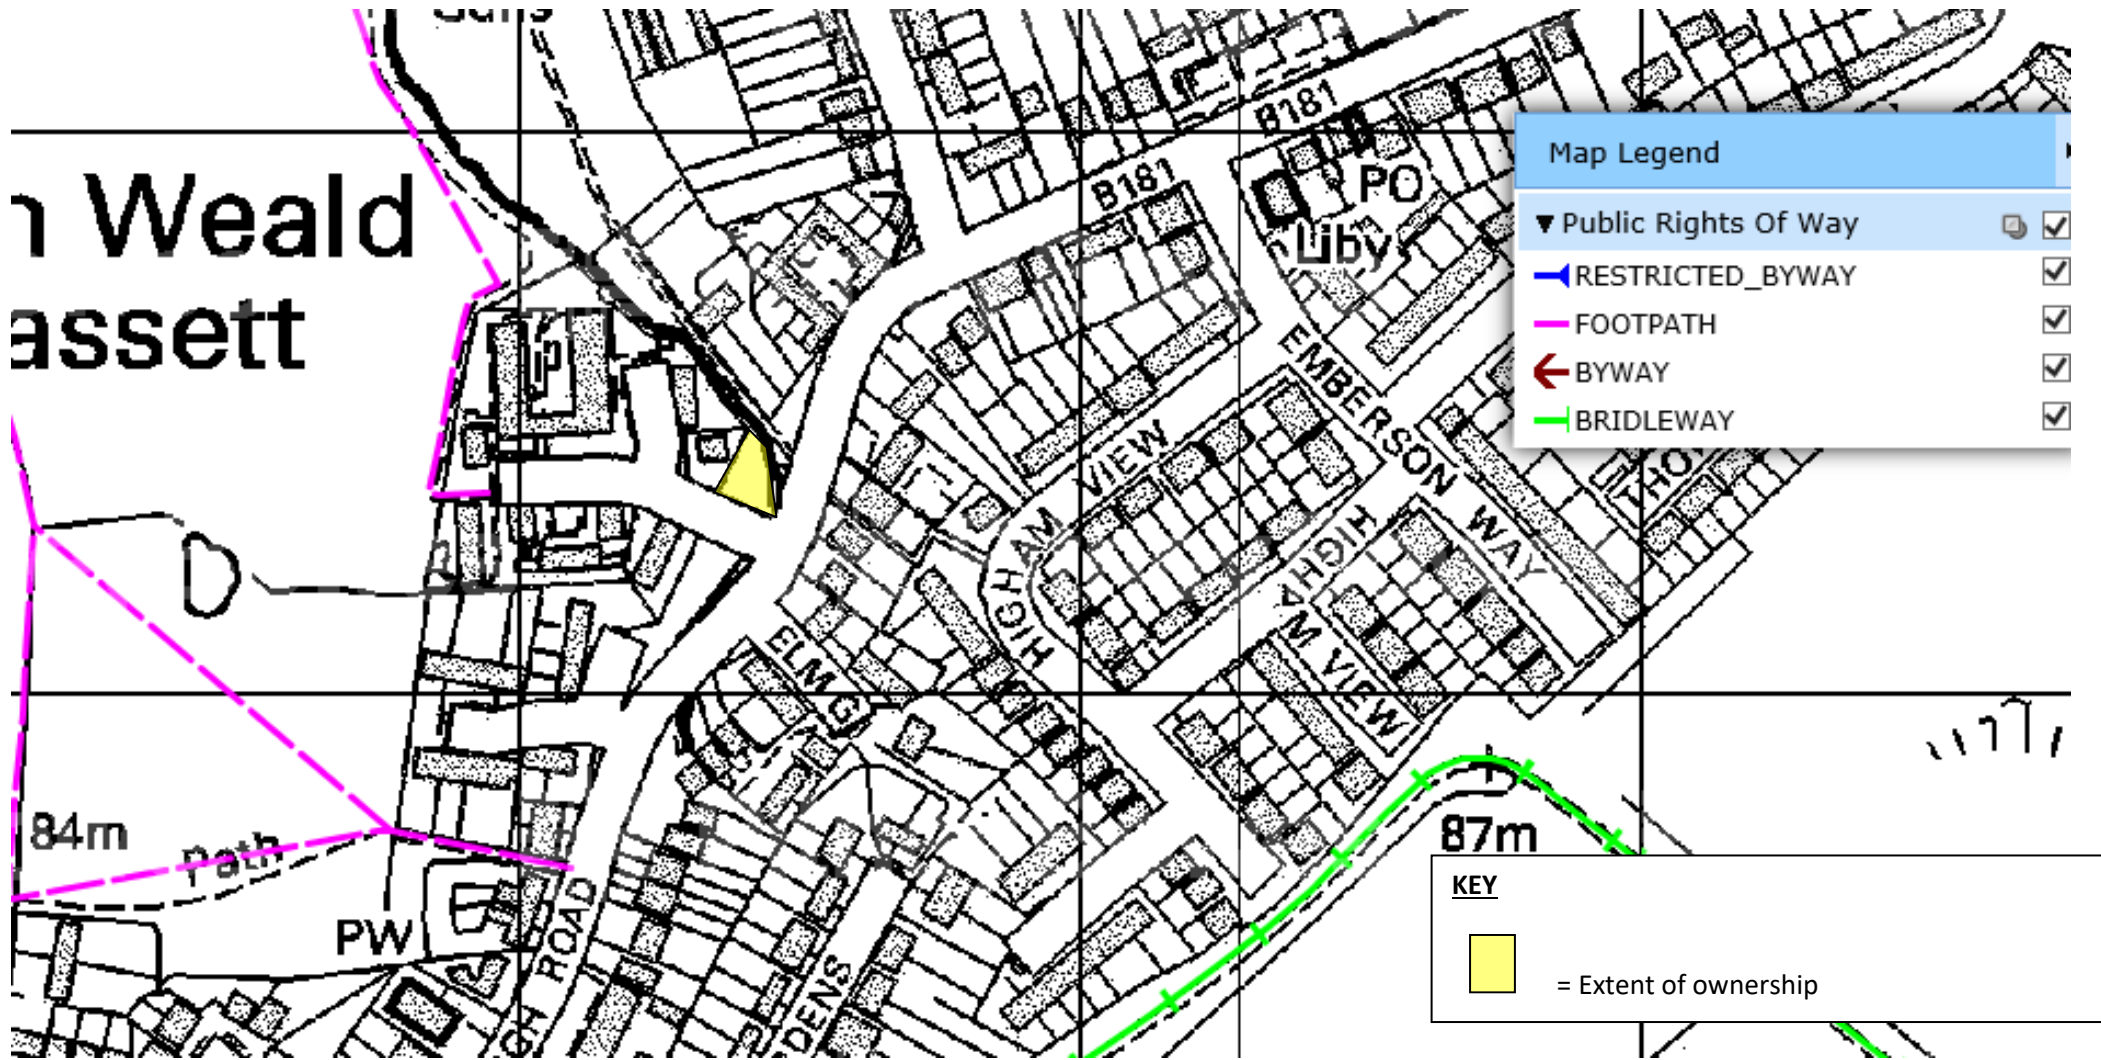 B181
Map Legend
PO
B181
n Weald
Public Rights Of Way
Liby
RESTRICTED_BYWAY
assett
FOOTPATH
BYWAY
BRIDLEWAY
EMBERSON WAY
HIGHAM VIEW
HIGHAM VIEW
ELM G
84m
Path
87m
KEY
PW
ROAD
= Extent of ownership
DENS